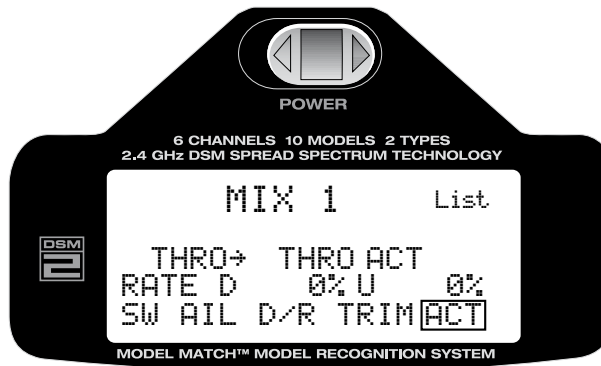 POWER
6 CHANNELS 10 MODELS 2 TYPES
2.4 GHz DSM SPREAD SPECTRUM TECHNOLOGY
MIX 1 List
DSM
2
THRO→ THRO ACT
RATE D 0% U 0%
SW AIL D/R TRIM ACT
MODEL MATCH™ MODEL RECOGNITION SYSTEM